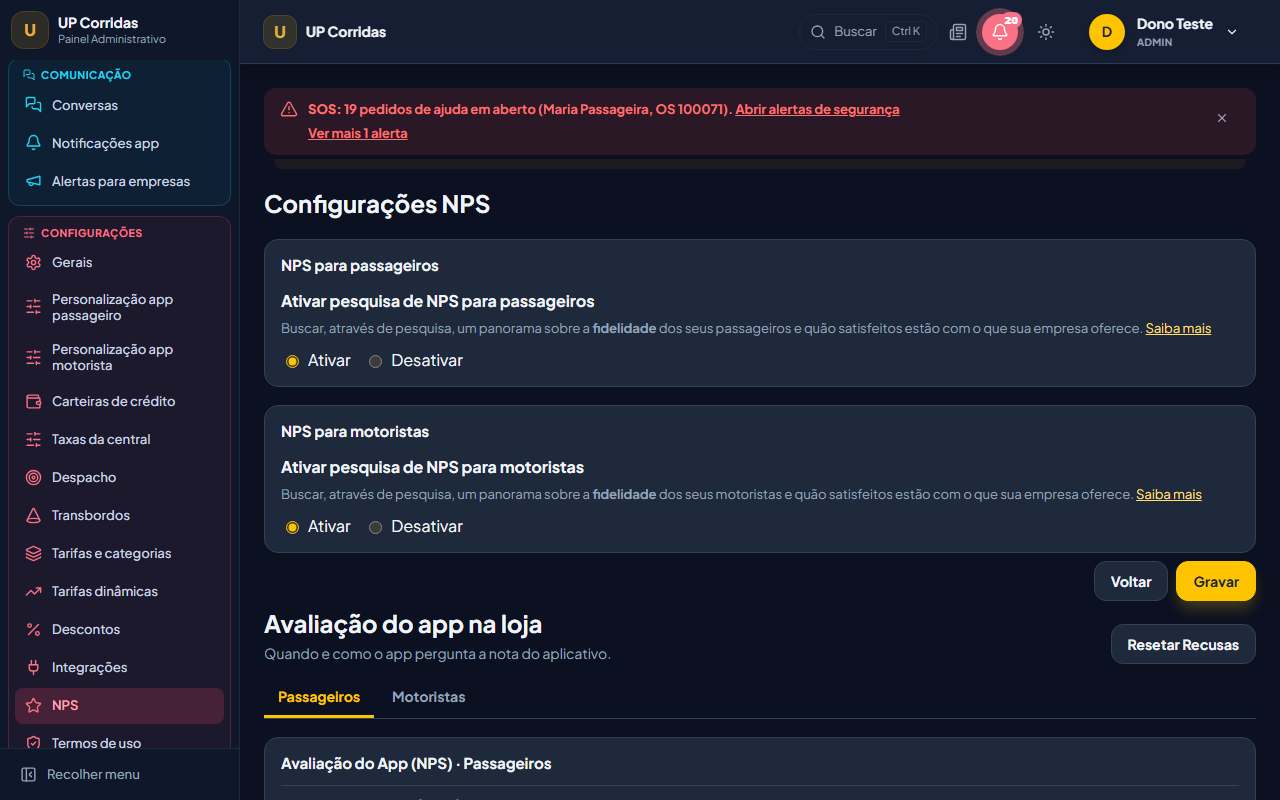 U
UP Corridas
Painel Administrativo
COMUNICAÇÃO
Conversas
Notificações app
Alertas para empresas
CONFIGURAÇÕES
Gerais
Personalização app
passageiro
Personalização app
motorista
Carteiras de crédito
Taxas da central
Despacho
Transbordos
Tarifas e categorias
Tarifas dinâmicas
Descontos
Integrações
NPS
Termos de uso
Recolher menu
U
UP Corridas
Buscar
Ctrl K
20
D
Dono Teste
ADMIN
SOS: 19 pedidos de ajuda em aberto (Maria Passageira, OS 100071). Abrir alertas de segurança
Ver mais 1 alerta
Configurações NPS
NPS para passageiros
Ativar pesquisa de NPS para passageiros
Buscar, através de pesquisa, um panorama sobre a fidelidade dos seus passageiros e quão satisfeitos estão com o que sua empresa oferece. Saiba mais
Ativar
Desativar
NPS para motoristas
Ativar pesquisa de NPS para motoristas
Buscar, através de pesquisa, um panorama sobre a fidelidade dos seus motoristas e quão satisfeitos estão com o que sua empresa oferece. Saiba mais
Ativar
Desativar
Voltar
Gravar
Avaliação do app na loja
Quando e como o app pergunta a nota do aplicativo.
Resetar Recusas
Passageiros
Motoristas
Avaliação do App (NPS) · Passageiros